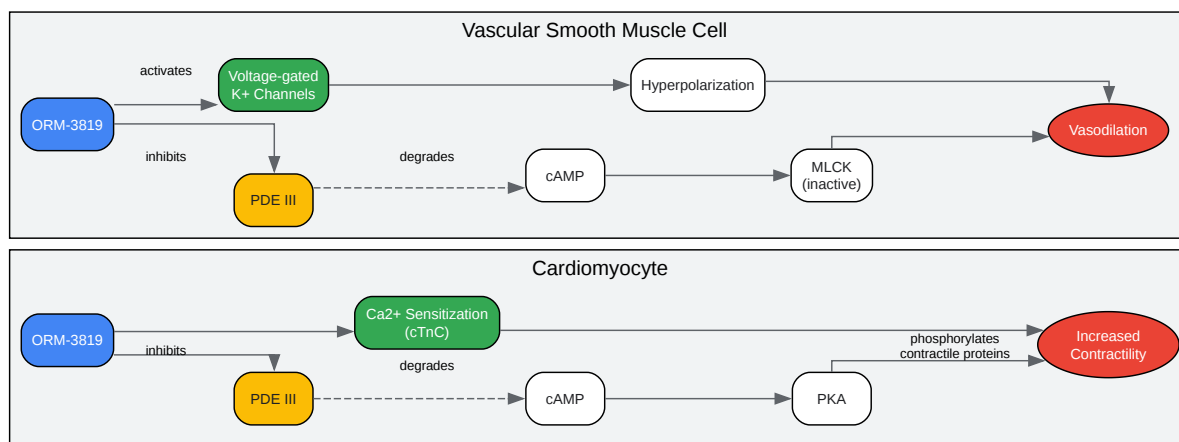 Vascular Smooth Muscle Cell
activates
Voltage-gated
K+ Channels
Hyperpolarization
ORM-3819
Vasodilation
inhibits
degrades
PDE III
cAMP
MLCK
(inactive)
Cardiomyocyte
ORM-3819
Ca2+ Sensitization
(cTnC)
inhibits
degrades
phosphorylates
contractile proteins
Increased
Contractility
PDE III
cAMP
PKA